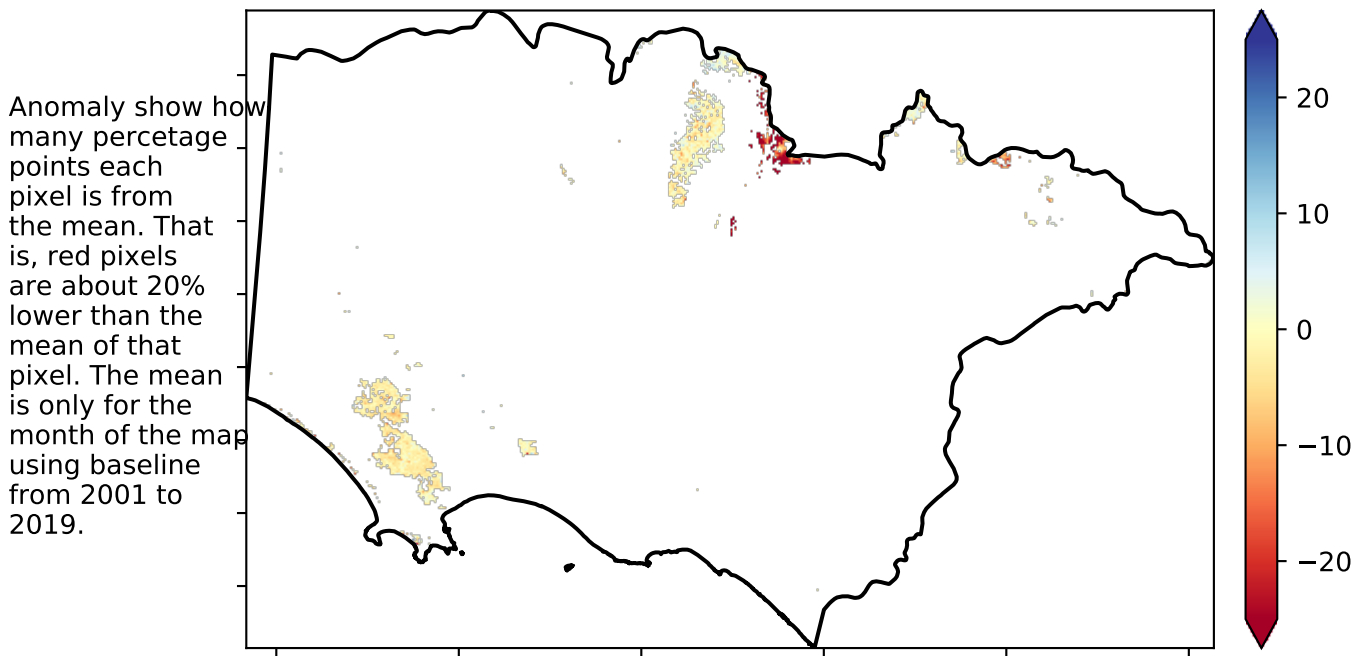 Anomaly show how
many percetage
points each
pixel is from
the mean. That
is, red pixels
are about 20%
lower than the
mean of that
pixel. The mean
is only for the
month of the map
using baseline
from 2001 to
2019.
20
10
0
−10
−20